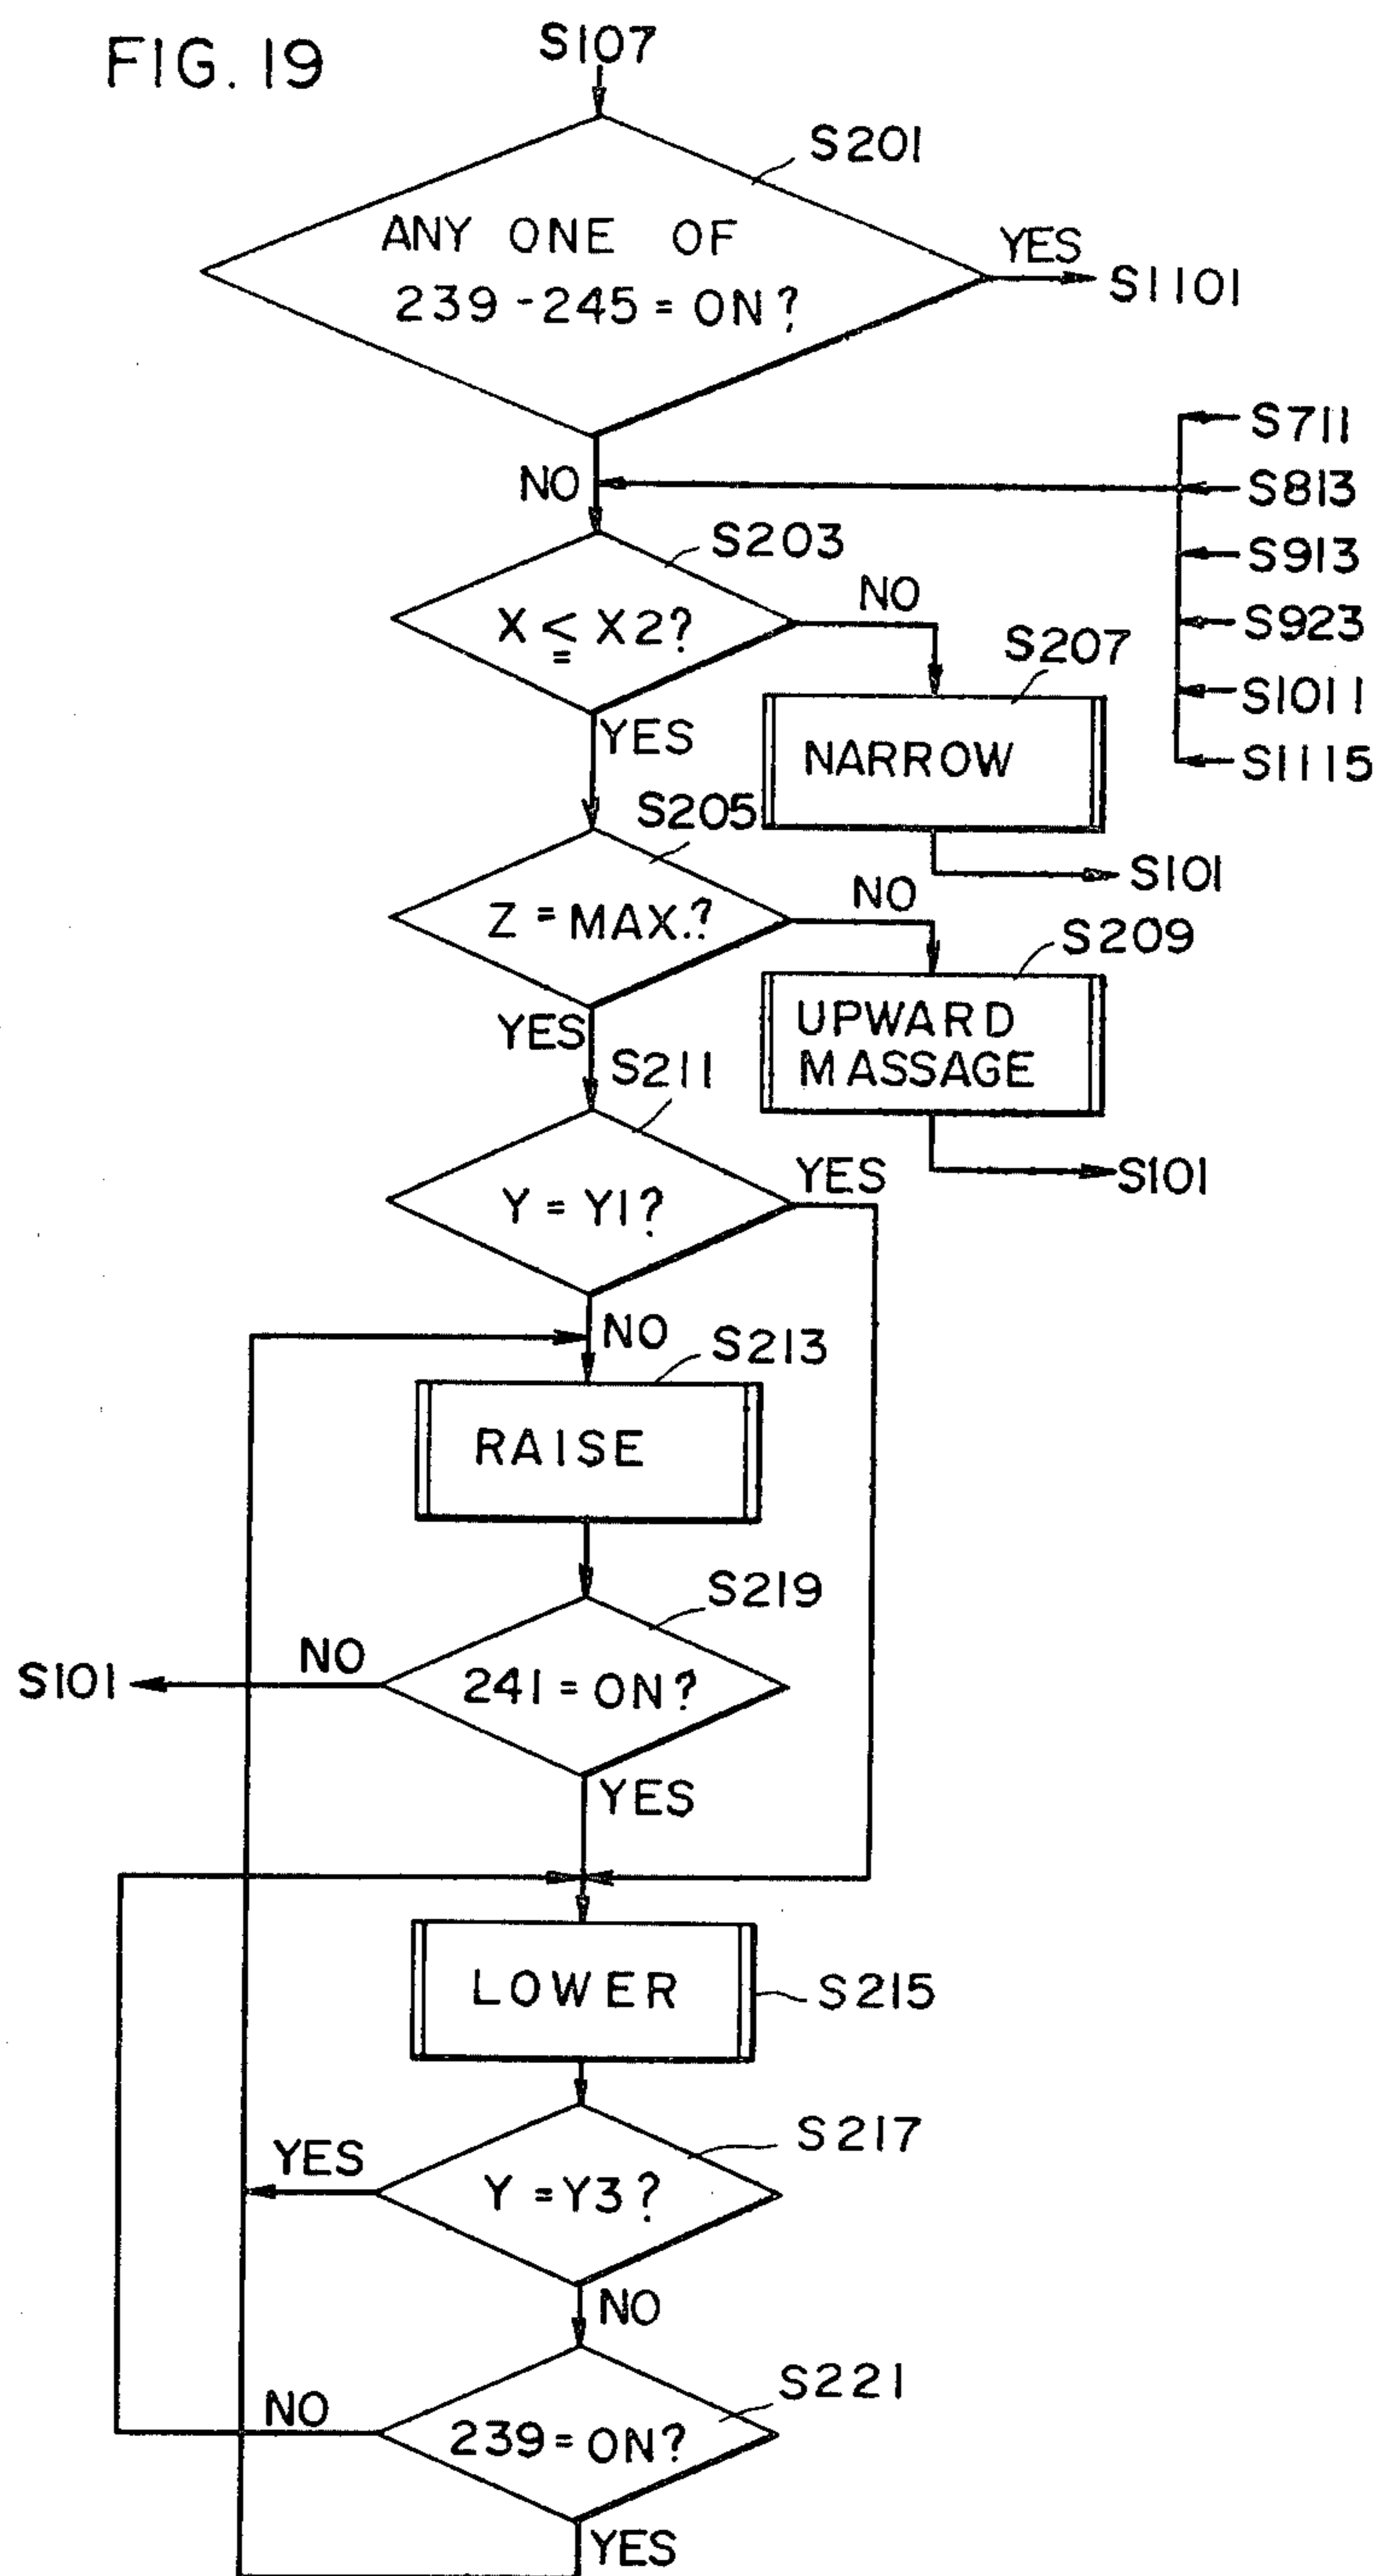 FIG. 19
S107
S201
ANY ONE OF
239-245 = ON?
YES
S1101
S711
NO
S813
S203
S913
X ≦ X2?
NO
S923
S207
S1011
YES
NARROW
S1115
S205
S101
Z = MAX.?
NO
S209
YES
UPWARD
MASSAGE
S211
S101
Y = Y1?
YES
NO
S213
RAISE
S219
S101
NO
241 = ON?
YES
LOWER
S215
S217
YES
Y = Y3?
NO
S221
NO
239 = ON?
YES